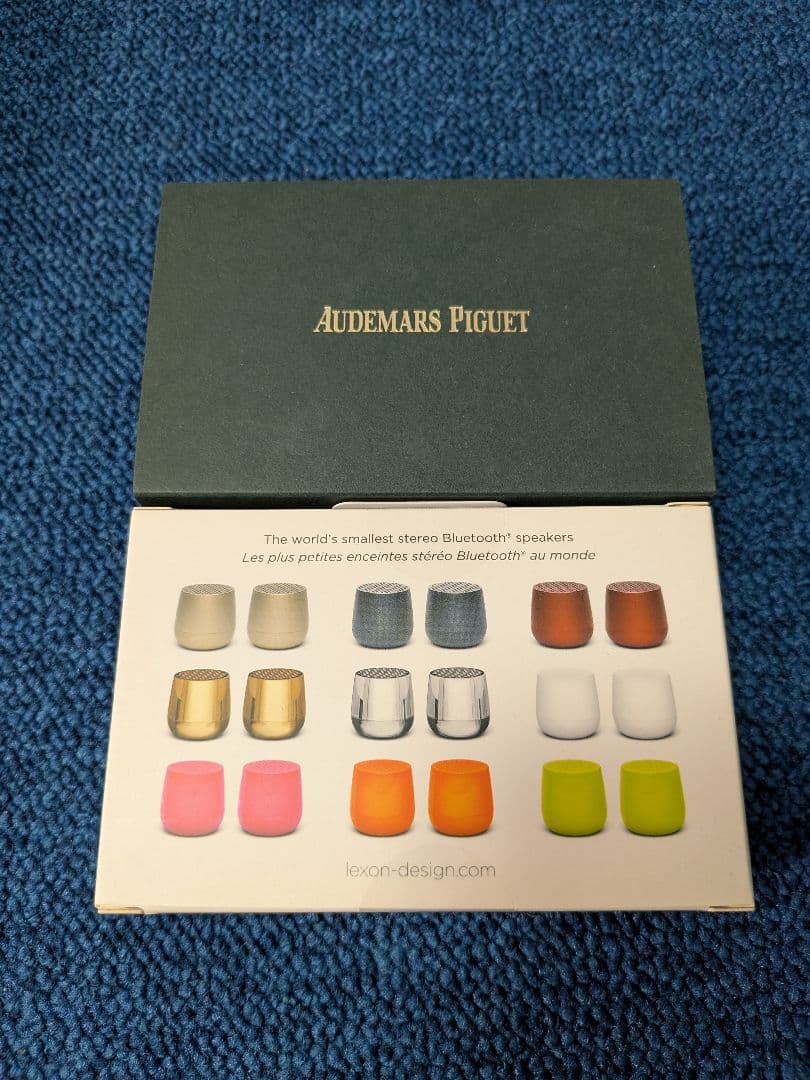 AUDEMARS PIGUET
The world's smallest stereo Bluetooth® speakers
Les plus petites enceintes stéréo Bluetooth® au monde
lexon-design.com